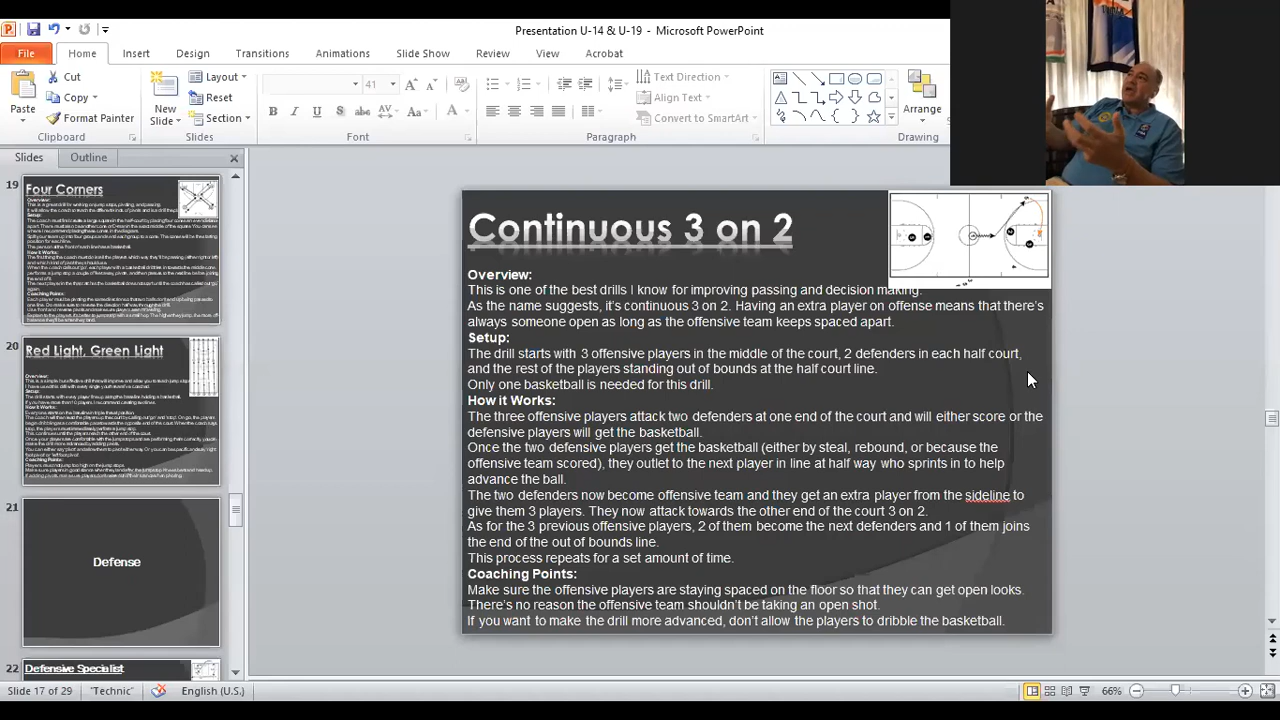 Presentation U-14 & U-19 - Microsoft PowerPoint
File Home Insert Design Transitions Animations Slide Show Review View Acrobat
Paste
Cut
Copy
Format Painter
Clipboard
New
Slide
Layout
Reset
Section
Slides
41
B I U S abc AV Aa A
Font
Text Direction
Align Text
Convert to SmartArt
Paragraph
Arrange
Drawing
Slides Outline
19
Four Corners
Overview:
Setup:
How it Works:
Coaching Points:
20
Red Light, Green Light
Overview:
Setup:
How it Works:
Coaching Points:
21
Defense
22
Defensive Specialist
Continuous 3 on 2
Overview:
This is one of the best drills I know for improving passing and decision making.
As the name suggests, it's continuous 3 on 2. Having an extra player on offense means that there's
always someone open as long as the offensive team keeps spaced apart.
Setup:
The drill starts with 3 offensive players in the middle of the court, 2 defenders in each half court,
and the rest of the players standing out of bounds at the half court line.
Only one basketball is needed for this drill.
How it Works:
The three offensive players attack two defenders at one end of the court and will either score or the
defensive players will get the basketball.
Once the two defensive players get the basketball (either by steal, rebound, or because the
offensive team scored), they outlet to the next player in line at half way who sprints in to help
advance the ball.
The two defenders now become offensive team and they get an extra player from the sideline to
give them 3 players. They now attack towards the other end of the court 3 on 2.
As for the 3 previous offensive players, 2 of them become the next defenders and 1 of them joins
the end of the out of bounds line.
This process repeats for a set amount of time.
Coaching Points:
Make sure the offensive players are staying spaced on the floor so that they can get open looks.
There's no reason the offensive team shouldn't be taking an open shot.
If you want to make the drill more advanced, don't allow the players to dribble the basketball.
Slide 17 of 29 "Technic" English (U.S.) 66%